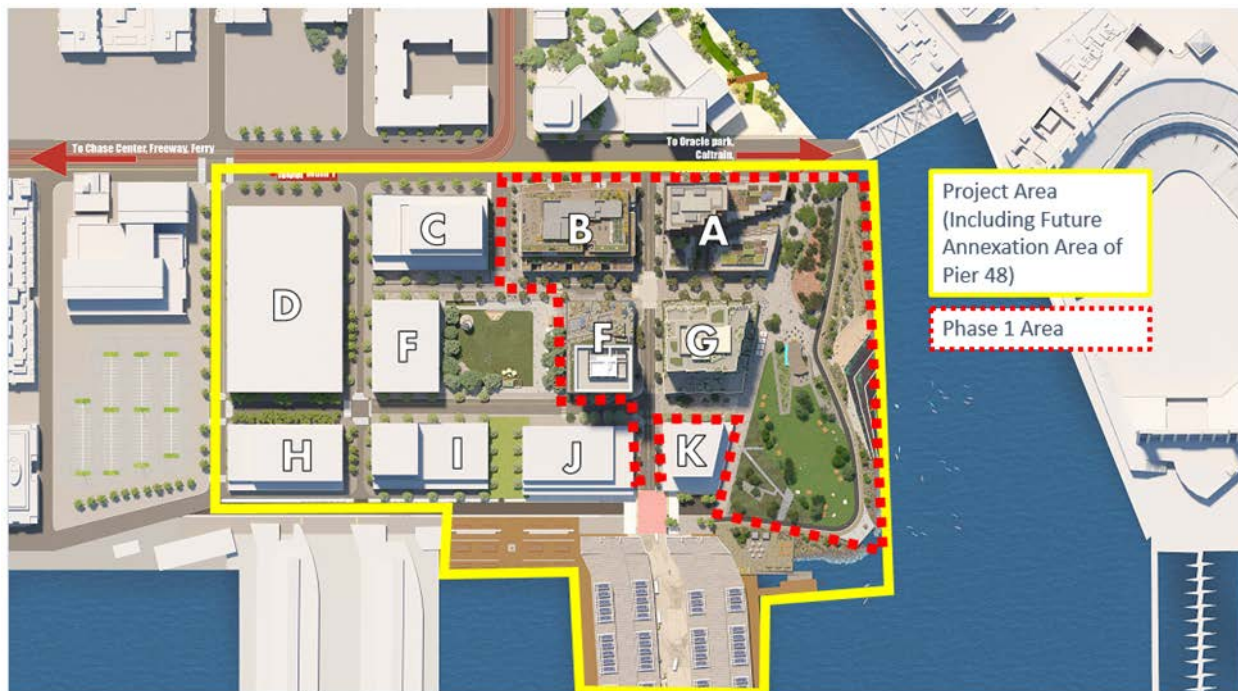 To Chase Center, Freeway, Ferry
To Oracle park,
Caltrain,
C
B
A
D
F
F
G
H
I
J
K
Project Area
(Including Future
Annexation Area of
Pier 48)
Phase 1 Area